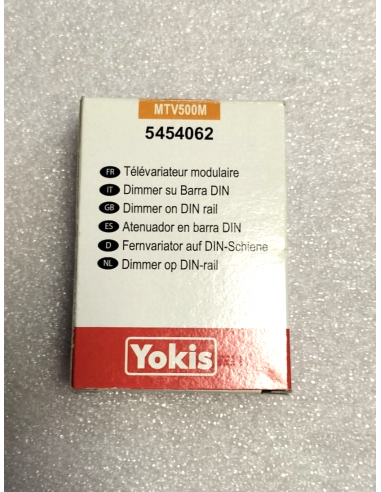 MTV500M
5454062
FR Télévariateur modulaire
IT Dimmer su Barra DIN
GB Dimmer on DIN rail
ES Atenuador en barra DIN
D Fernvariator auf DIN-Schiene
NL Dimmer op DIN-rail
Yokis